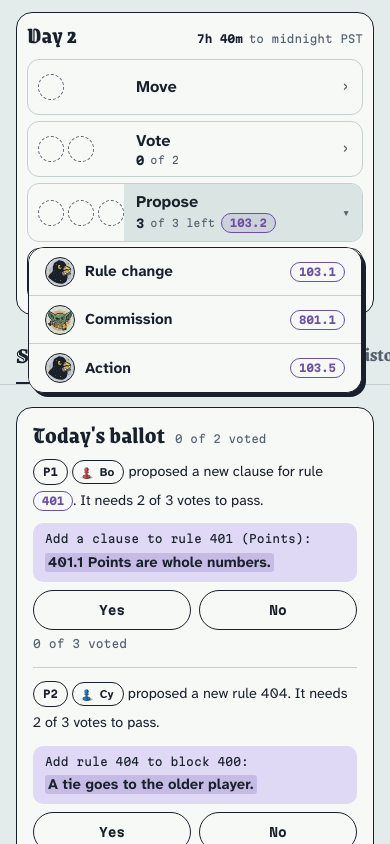 Day 2
7h 40m to midnight PST
Move
Vote
0 of 2
Propose
3 of 3 left 103.2
Rule change 103.1
Commission 801.1
Action 103.5
Today's ballot 0 of 2 voted
P1 Bo proposed a new clause for rule
401. It needs 2 of 3 votes to pass.
Add a clause to rule 401 (Points):
401.1 Points are whole numbers.
Yes No
0 of 3 voted
P2 Cy proposed a new rule 404. It needs
2 of 3 votes to pass.
Add rule 404 to block 400:
A tie goes to the older player.
Yes No